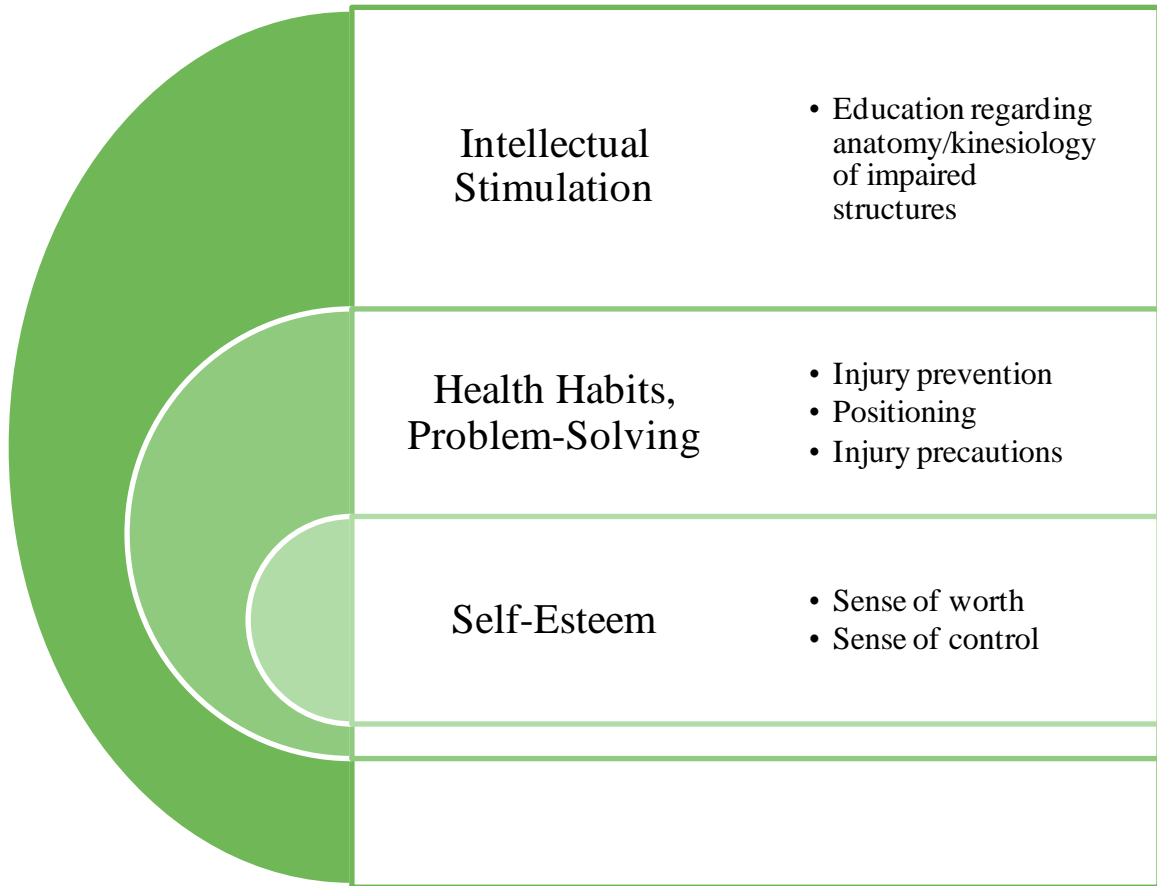 Intellectual
Stimulation
• Education regarding
anatomy/kinesiology
of impaired
structures
Health Habits,
Problem-Solving
• Injury prevention
• Positioning
• Injury precautions
Self-Esteem
• Sense of worth
• Sense of control